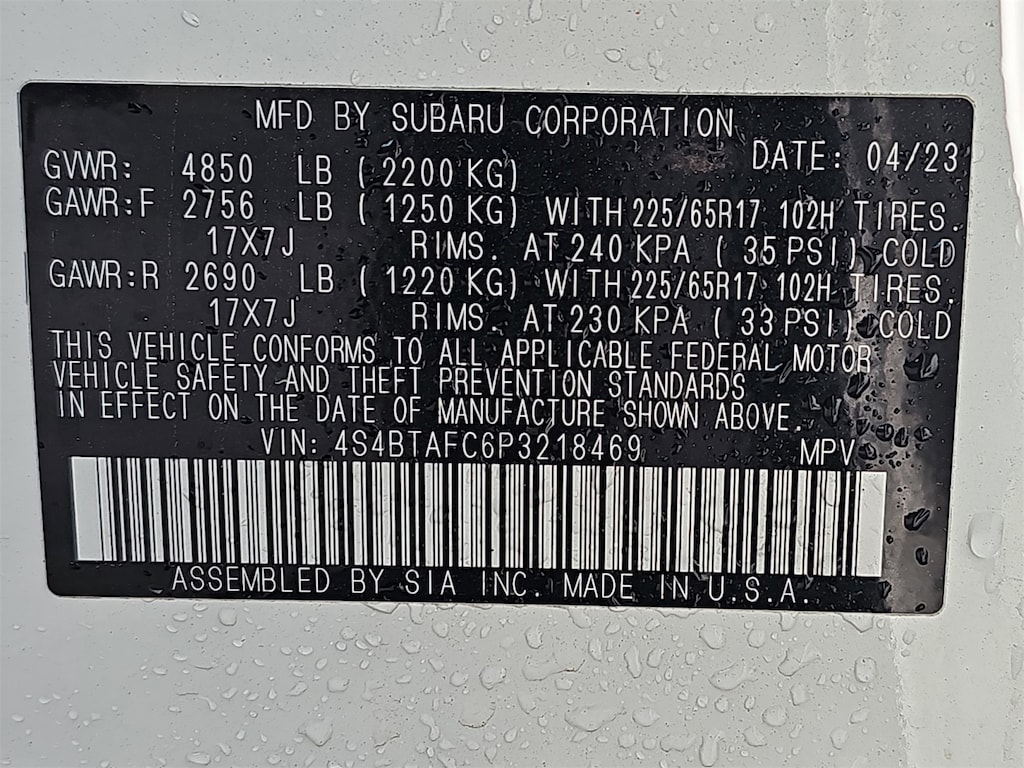 MFD BY SUBARU CORPORATION
DATE: 04/23
GVWR: 4850 LB ( 2200 KG)
GAWR:F 2756 LB ( 1250 KG) WITH 225/65R17 102H TIRES.
17X7J RIMS. AT 240 KPA ( 35 PSI) COLD
GAWR:R 2690 LB ( 1220 KG) WITH 225/65R17 102H TIRES.
17X7J RIMS. AT 230 KPA ( 33 PSI) COLD
THIS VEHICLE CONFORMS TO ALL APPLICABLE FEDERAL MOTOR
VEHICLE SAFETY AND THEFT PREVENTION STANDARDS
IN EFFECT ON THE DATE OF MANUFACTURE SHOWN ABOVE.
VIN: 4S4BTAFC6P3218469 MPV
ASSEMBLED BY SIA INC. MADE IN U.S.A.